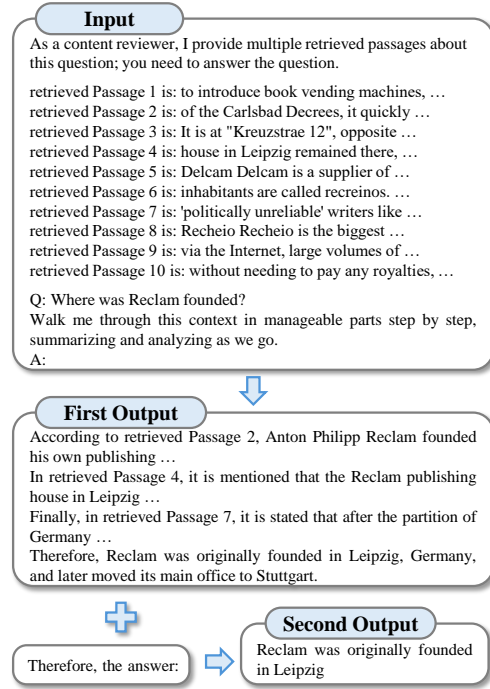 Input
As a content reviewer, I provide multiple retrieved passages about
this question; you need to answer the question.
retrieved Passage 1 is: to introduce book vending machines, …
retrieved Passage 2 is: of the Carlsbad Decrees, it quickly …
retrieved Passage 3 is: It is at "Kreuzstrae 12", opposite …
retrieved Passage 4 is: house in Leipzig remained there, …
retrieved Passage 5 is: Delcam Delcam is a supplier of …
retrieved Passage 6 is: inhabitants are called recreinos. …
retrieved Passage 7 is: 'politically unreliable' writers like …
retrieved Passage 8 is: Recheio Recheio is the biggest …
retrieved Passage 9 is: via the Internet, large volumes of …
retrieved Passage 10 is: without needing to pay any royalties, …
Q: Where was Reclam founded?
Walk me through this context in manageable parts step by step,
summarizing and analyzing as we go.
A:
First Output
According to retrieved Passage 2, Anton Philipp Reclam founded
his own publishing …
In retrieved Passage 4, it is mentioned that the Reclam publishing
house in Leipzig …
Finally, in retrieved Passage 7, it is stated that after the partition of
Germany …
Therefore, Reclam was originally founded in Leipzig, Germany,
and later moved its main office to Stuttgart.
Therefore, the answer:
Second Output
Reclam was originally founded
in Leipzig